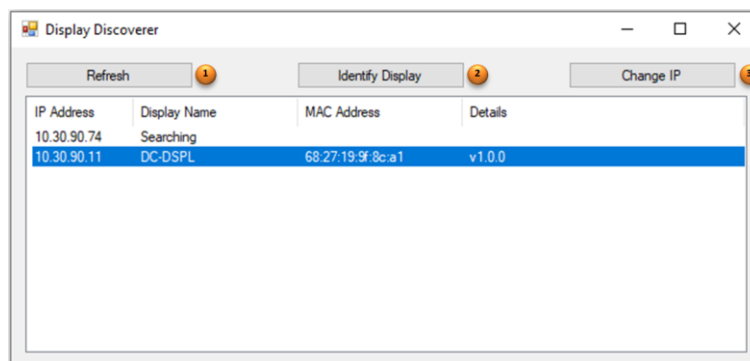 Display Discoverer
Refresh 1 Identify Display 2 Change IP 3
IP Address Display Name MAC Address Details
10.30.90.74 Searching
10.30.90.11 DC-DSPL 68:27:19:9f:8c:a1 v1.0.0